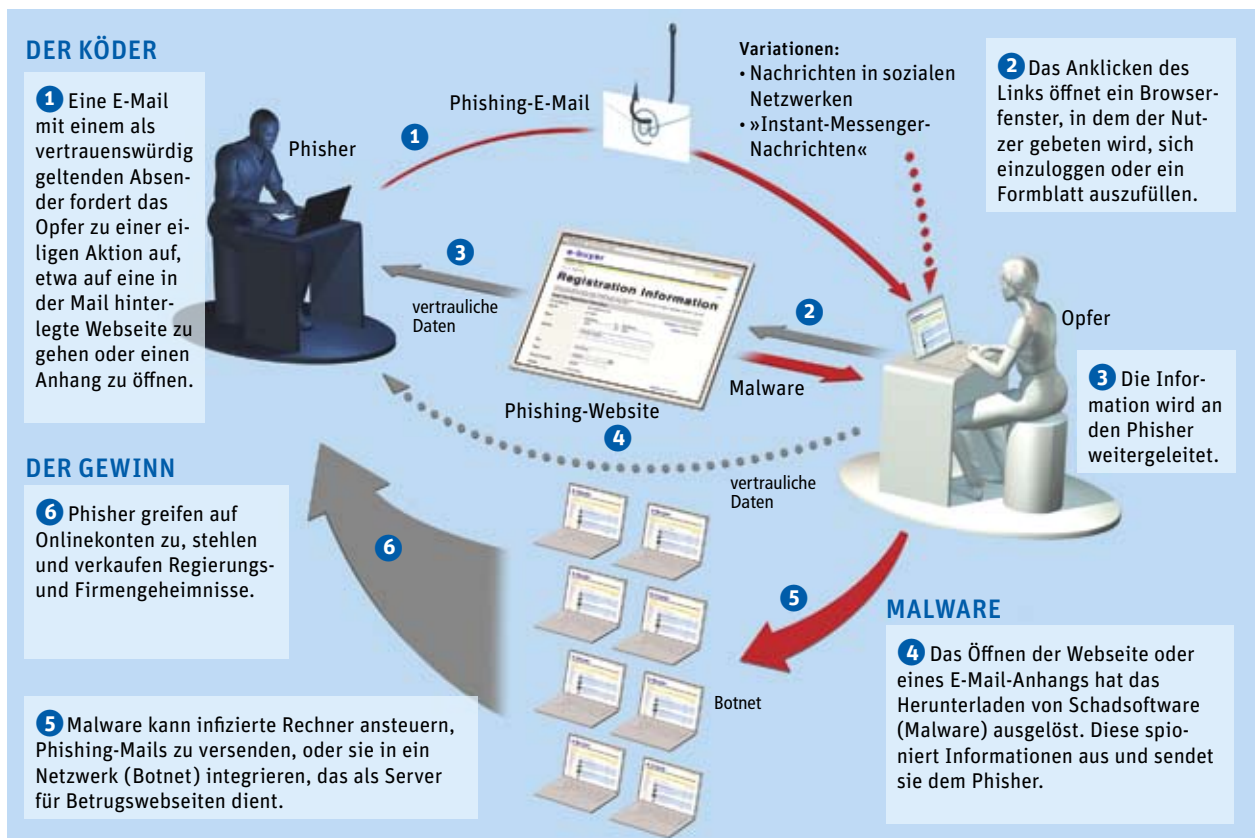 DER KÖDER
1 Eine E-Mail
mit einem als
vertrauenswürdig
geltenden Absen-
der fordert das
Opfer zu einer ei-
ligen Aktion auf,
etwa auf eine in
der Mail hinter-
legte Webseite zu
gehen oder einen
Anhang zu öffnen.
Phisher
Phishing-E-Mail
1
@
Variationen:
• Nachrichten in sozialen
Netzwerken
• »Instant-Messenger-
Nachrichten«
2 Das Anklicken des
Links öffnet ein Browser-
fenster, in dem der Nut-
zer gebeten wird, sich
einzuloggen oder ein
Formblatt auszufüllen.
3
vertrauliche
Daten
e-buyer
Registration Information
Phishing-Website
2
Malware
Opfer
3 Die Infor-
mation wird an
den Phisher
weitergeleitet.
4
vertrauliche
Daten
DER GEWINN
6 Phisher greifen auf
Onlinekonten zu, stehlen
und verkaufen Regierungs-
und Firmengeheimnisse.
6
5
Botnet
MALWARE
4 Das Öffnen der Webseite oder
eines E-Mail-Anhangs hat das
Herunterladen von Schadsoftware
(Malware) ausgelöst. Diese spio-
niert Informationen aus und sendet
sie dem Phisher.
5 Malware kann infizierte Rechner ansteuern,
Phishing-Mails zu versenden, oder sie in ein
Netzwerk (Botnet) integrieren, das als Server
für Betrugswebseiten dient.